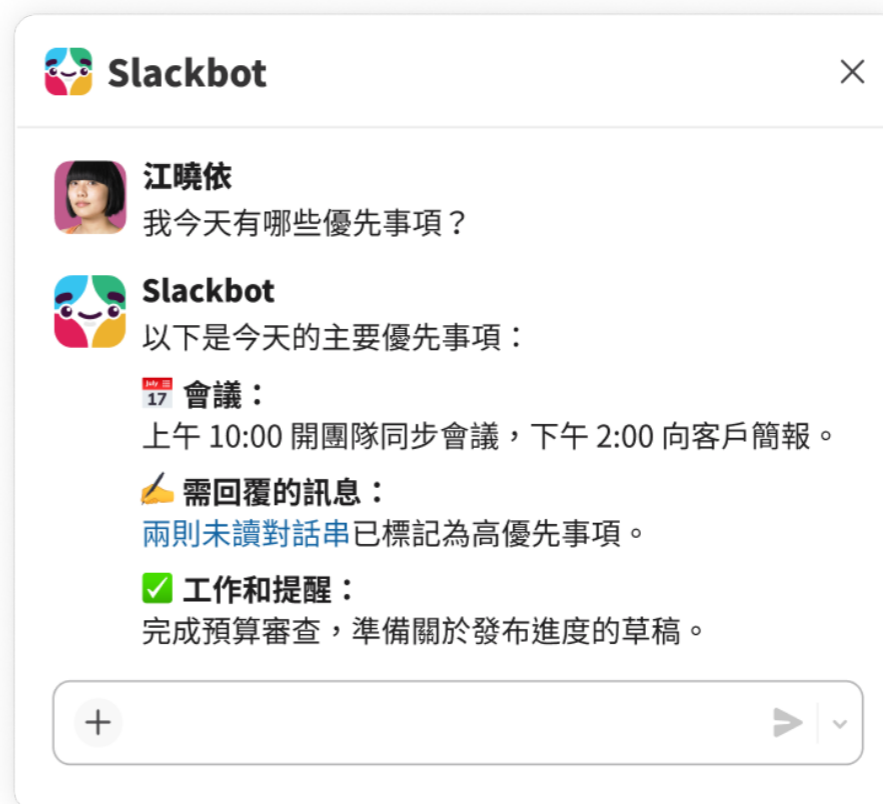 Slackbot
江曉依
我今天有哪些優先事項？
Slackbot
以下是今天的主要優先事項：
July
17
會議：
上午 10:00 開團隊同步會議，下午 2:00 向客戶簡報。
需回覆的訊息：
兩則未讀對話串已標記為高優先事項。
工作和提醒：
完成預算審查，準備關於發布進度的草稿。